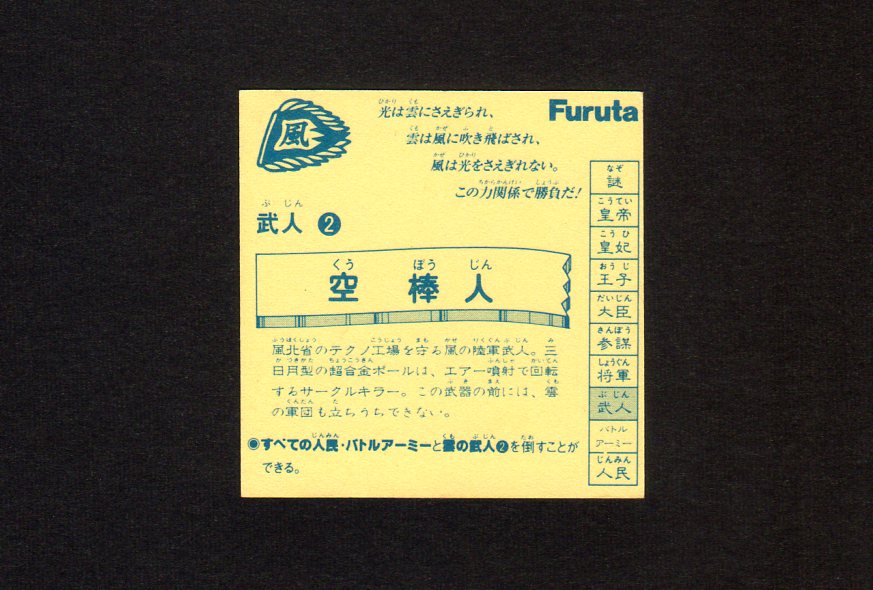 風
光は雲にさえぎられ、
雲は風に吹き飛ばされ、
風は光をさえぎれない。
この力関係で勝負だ!
Furuta
武人 ❷
空棒人
風北省のテクノ工場を守る風の陸軍武人。三
日月型の超合金ポールは、エアー噴射で回転
するサークルキラー。この武器の前には、雲
の軍団も立ちうちできない。
◉すべての人民・バトルアーミーと雲の武人❷を倒すことが
できる。
謎
皇帝
皇妃
王子
大臣
参謀
将軍
武人
バトル
アーミー
人民